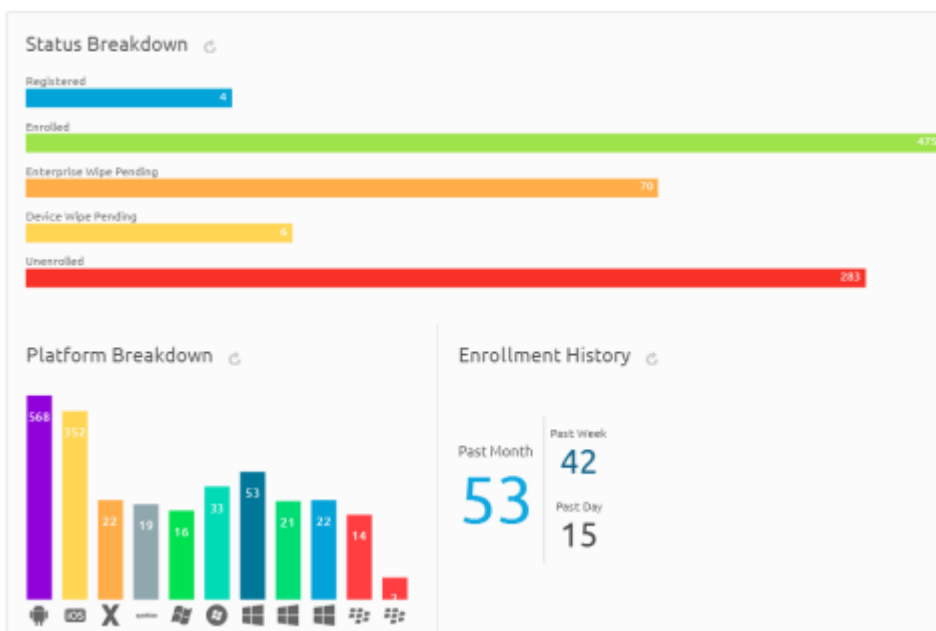 Status Breakdown
Registered
4
Enrolled
475
Enterprise Wipe Pending
70
Device Wipe Pending
6
Unenrolled
283
Platform Breakdown
568
352
22
19
16
33
53
21
22
14
iOS
Enrollment History
Past Month
53
Past Week
42
Past Day
15